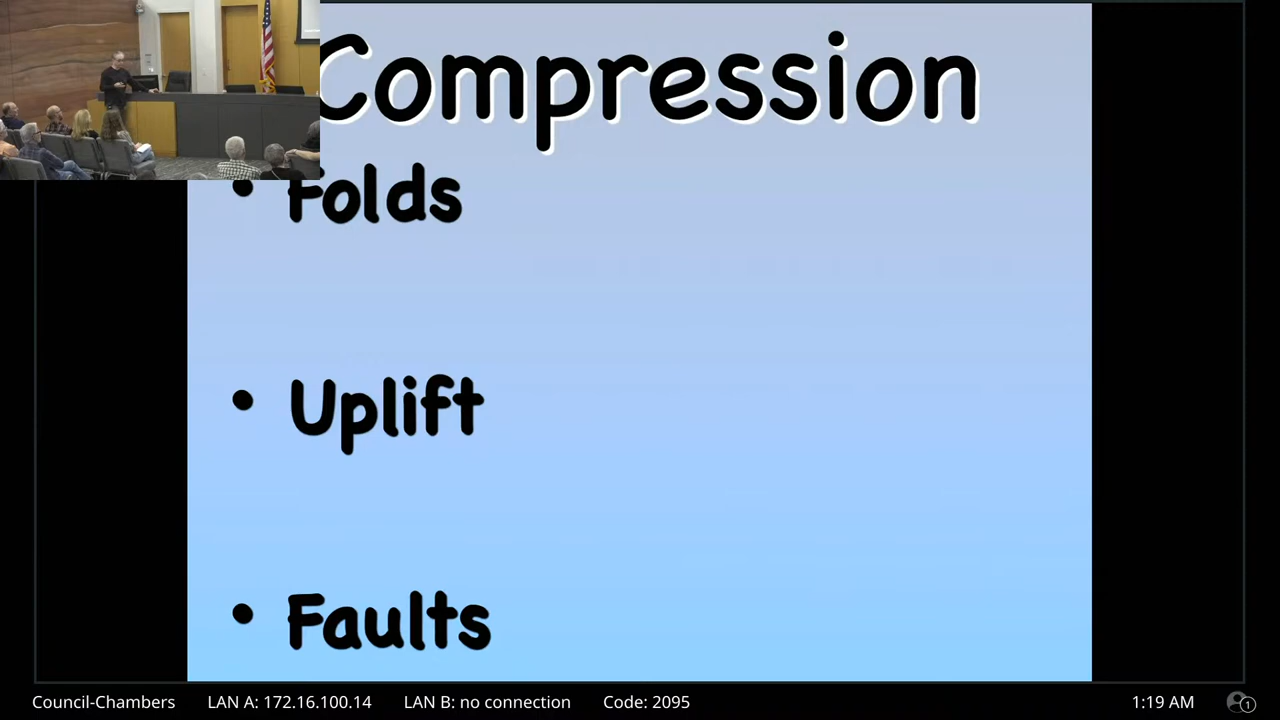 Compression
• Folds
• Uplift
• Faults
Council-Chambers LAN A: 172.16.100.14 LAN B: no connection Code: 2095 1:19 AM 1